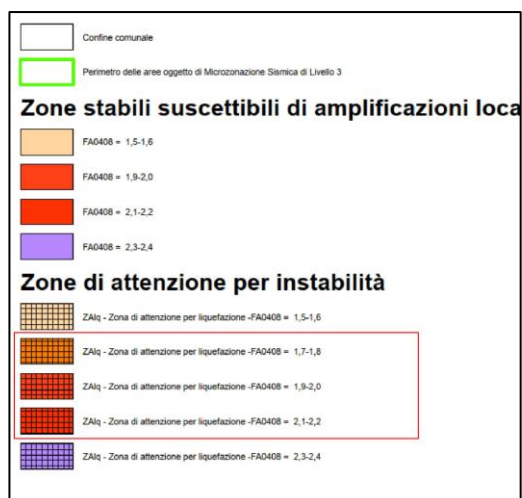 Confine comunale
Perimetro delle aree oggetto di Microzonazione Sismica di Livello 3
Zone stabili suscettibili di amplificazioni loca
FA0408 = 1,5-1,6
FA0408 = 1,9-2,0
FA0408 = 2,1-2,2
FA0408 = 2,3-2,4
Zone di attenzione per instabilità
ZAlq - Zona di attenzione per liquefazione -FA0408 = 1,5-1,6
ZAlq - Zona di attenzione per liquefazione -FA0408 = 1,7-1,8
ZAlq - Zona di attenzione per liquefazione -FA0408 = 1,9-2,0
ZAlq - Zona di attenzione per liquefazione -FA0408 = 2,1-2,2
ZAlq - Zona di attenzione per liquefazione -FA0408 = 2,3-2,4